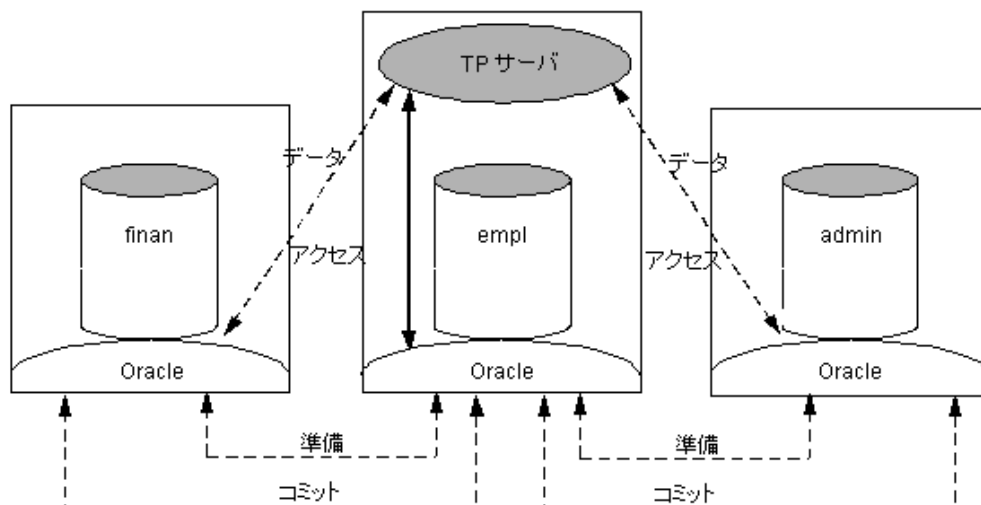 TP サーバ
データ
データ
finan
empl
admin
アクセス
アクセス
Oracle
Oracle
Oracle
準備
準備
コミット
コミット